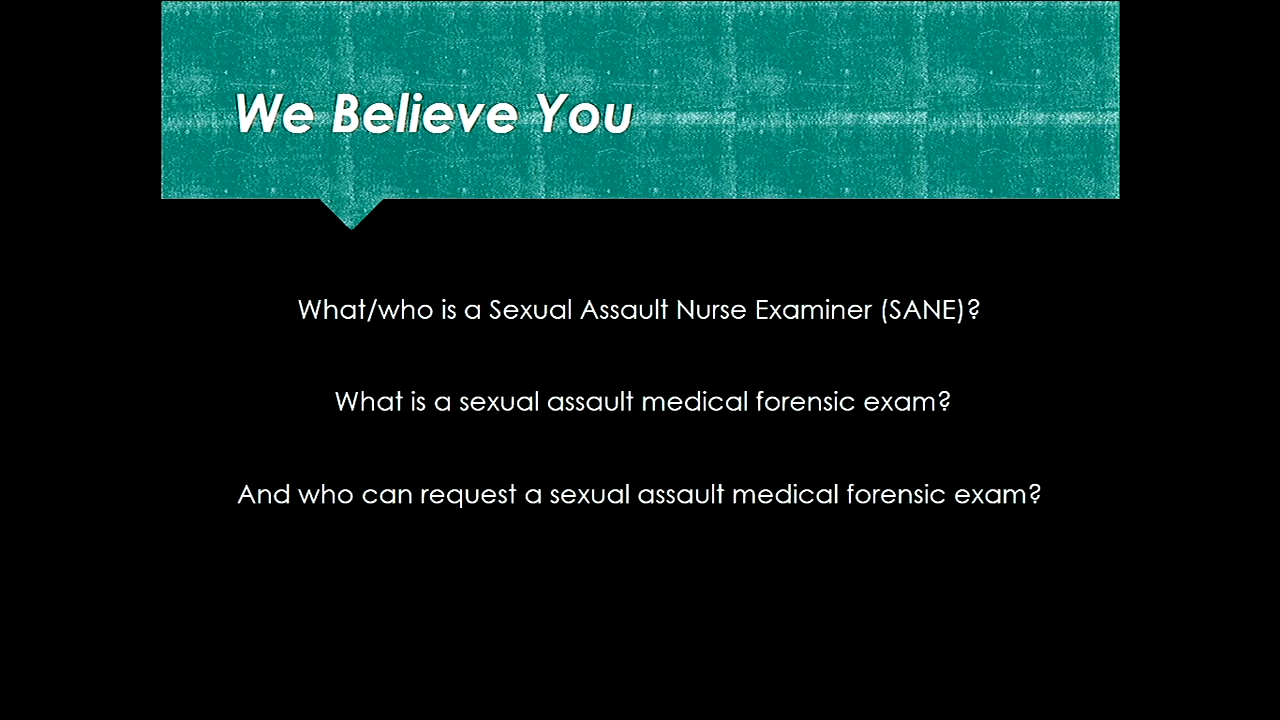 We Believe You
What/who is a Sexual Assault Nurse Examiner (SANE)?
What is a sexual assault medical forensic exam?
And who can request a sexual assault medical forensic exam?